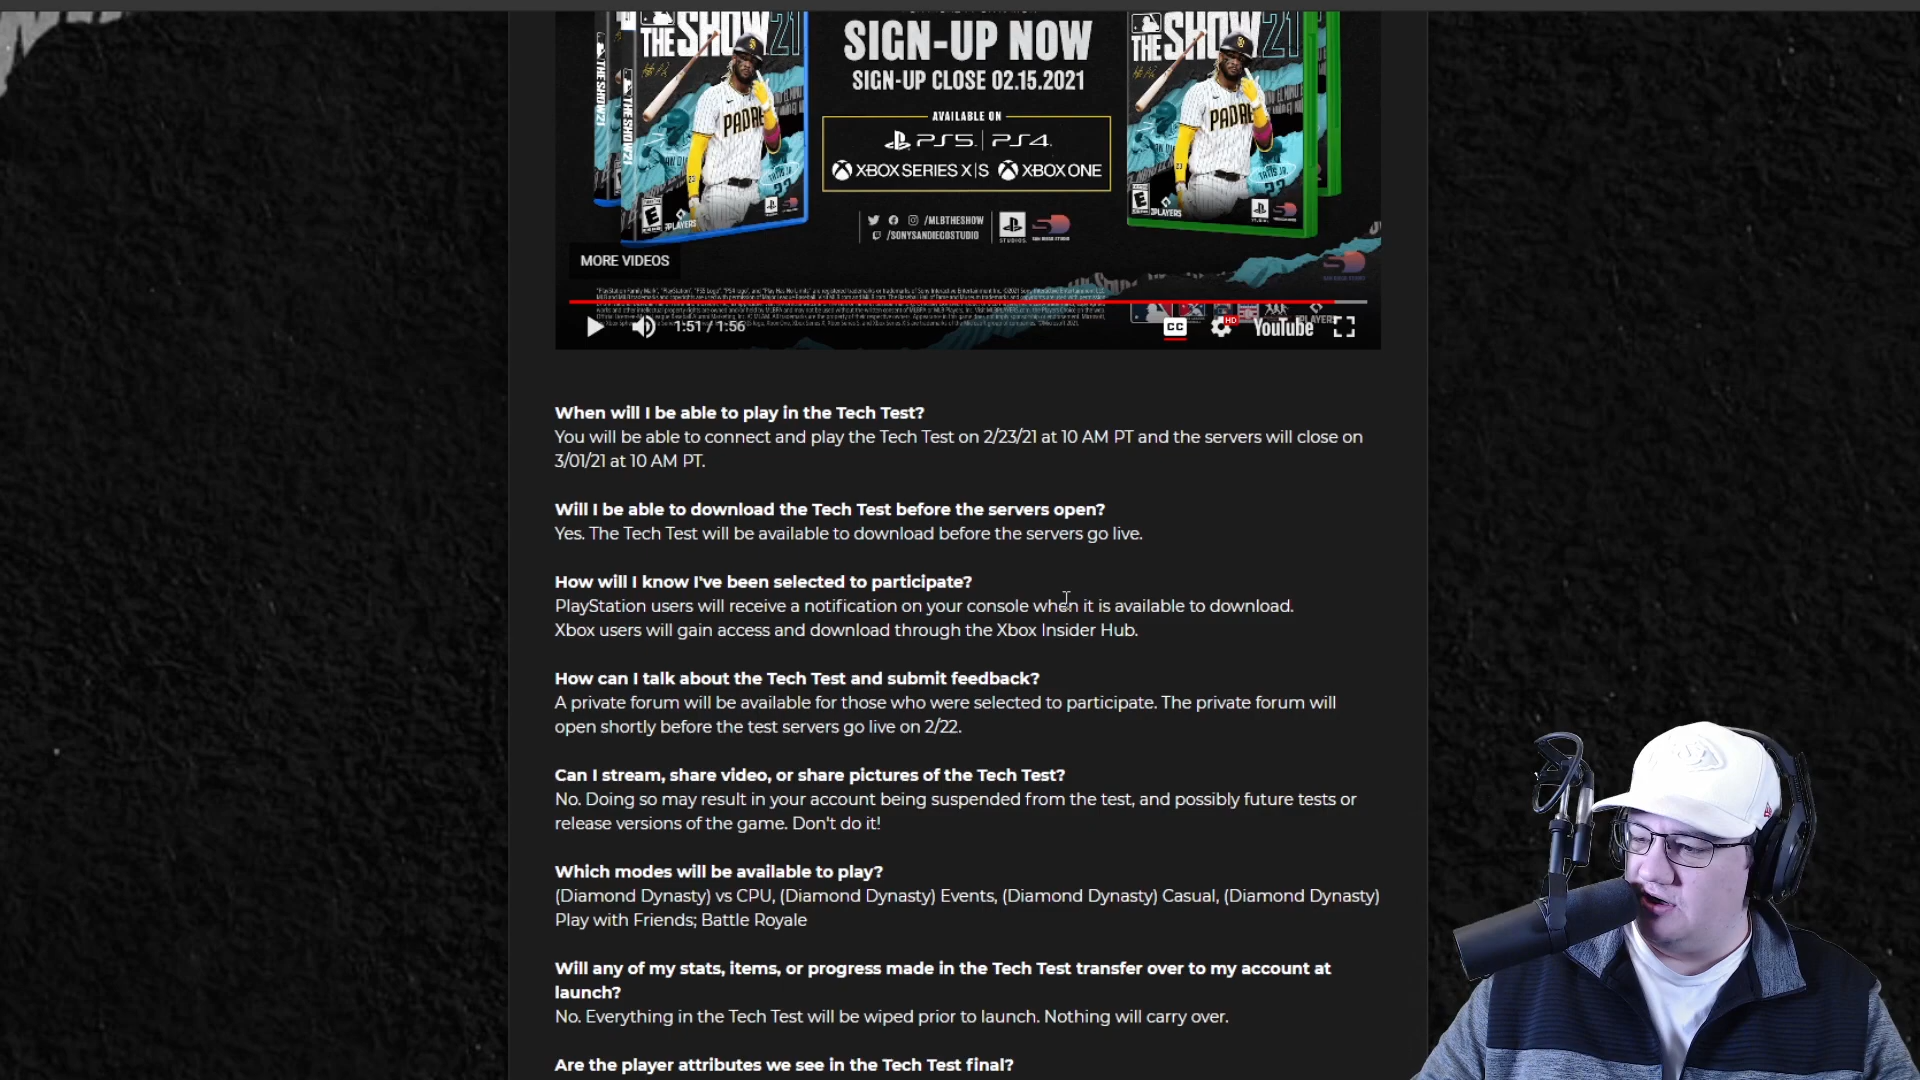 THE SHOW 21
SIGN-UP NOW
SIGN-UP CLOSE 02.15.2021
AVAILABLE ON
PS5 | PS4
XBOX SERIES X|S XBOX ONE
/MLBTHESHOW
/SONYSANDIEGOSTUDIO
THE SHOW 21
MORE VIDEOS
1:51 / 1:56
CC
HD
YouTube
When will I be able to play in the Tech Test?
You will be able to connect and play the Tech Test on 2/23/21 at 10 AM PT and the servers will close on
3/01/21 at 10 AM PT.
Will I be able to download the Tech Test before the servers open?
Yes. The Tech Test will be available to download before the servers go live.
How will I know I've been selected to participate?
PlayStation users will receive a notification on your console when it is available to download.
Xbox users will gain access and download through the Xbox Insider Hub.
How can I talk about the Tech Test and submit feedback?
A private forum will be available for those who were selected to participate. The private forum will
open shortly before the test servers go live on 2/22.
Can I stream, share video, or share pictures of the Tech Test?
No. Doing so may result in your account being suspended from the test, and possibly future tests or
release versions of the game. Don't do it!
Which modes will be available to play?
(Diamond Dynasty) vs CPU, (Diamond Dynasty) Events, (Diamond Dynasty) Casual, (Diamond Dynasty)
Play with Friends; Battle Royale
Will any of my stats, items, or progress made in the Tech Test transfer over to my account at
launch?
No. Everything in the Tech Test will be wiped prior to launch. Nothing will carry over.
Are the player attributes we see in the Tech Test final?